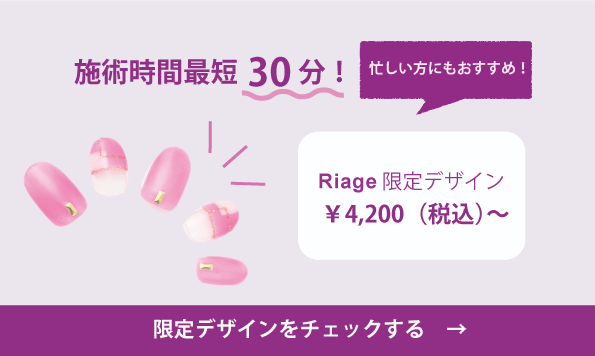 施術時間最短 30 分！
忙しい方にもおすすめ！
Riage 限定デザイン
￥4,200（税込）～
限定デザインをチェックする →